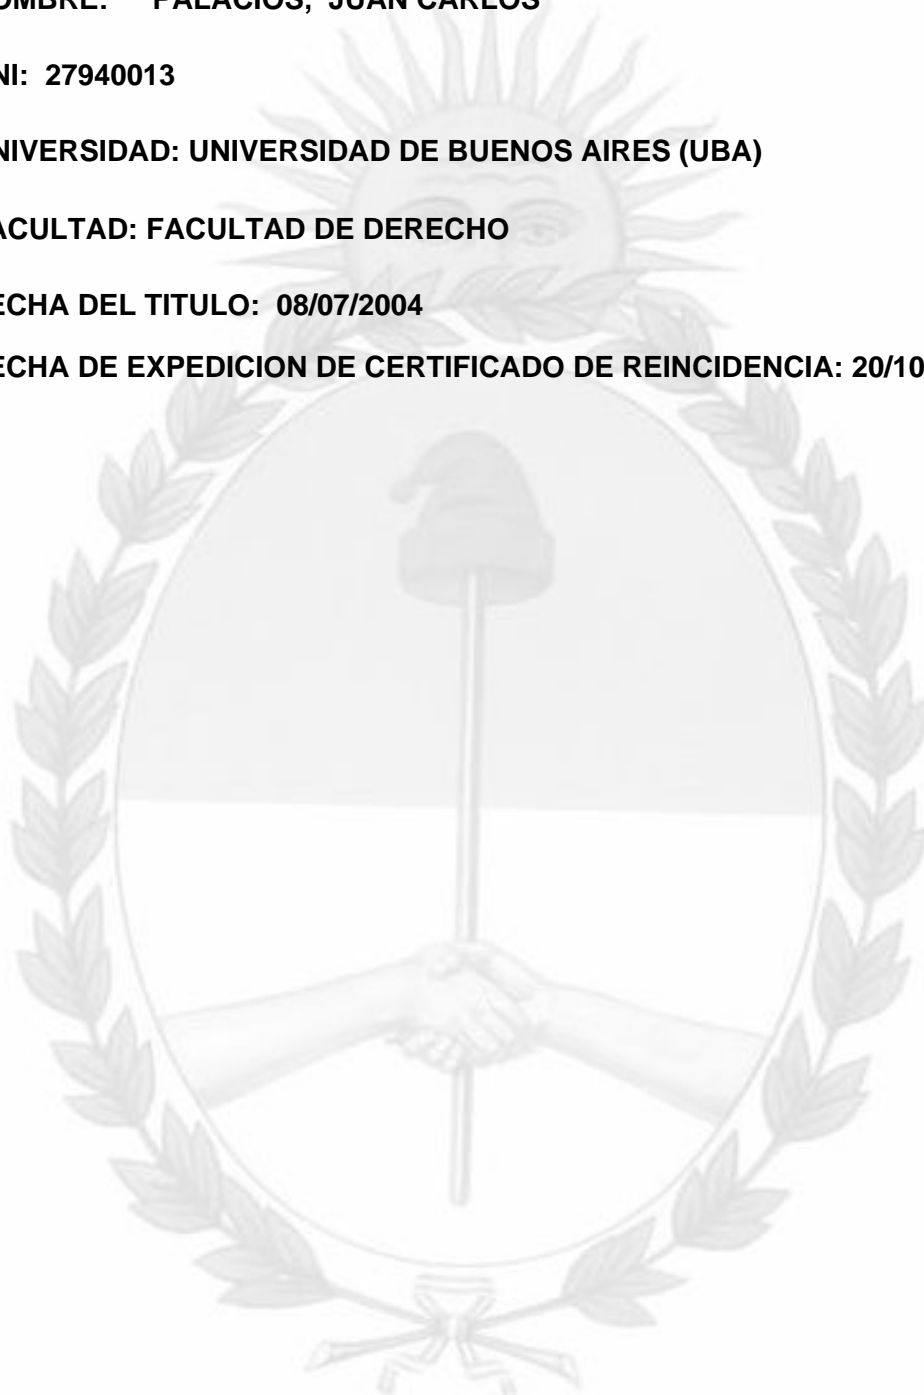 OMBRE: PALACIOS, JUAN CARLOS
NI: 27940013
NIVERSIDAD: UNIVERSIDAD DE BUENOS AIRES (UBA)
ACULTAD: FACULTAD DE DERECHO
ECHA DEL TITULO: 08/07/2004
ECHA DE EXPEDICION DE CERTIFICADO DE REINCIDENCIA: 20/10